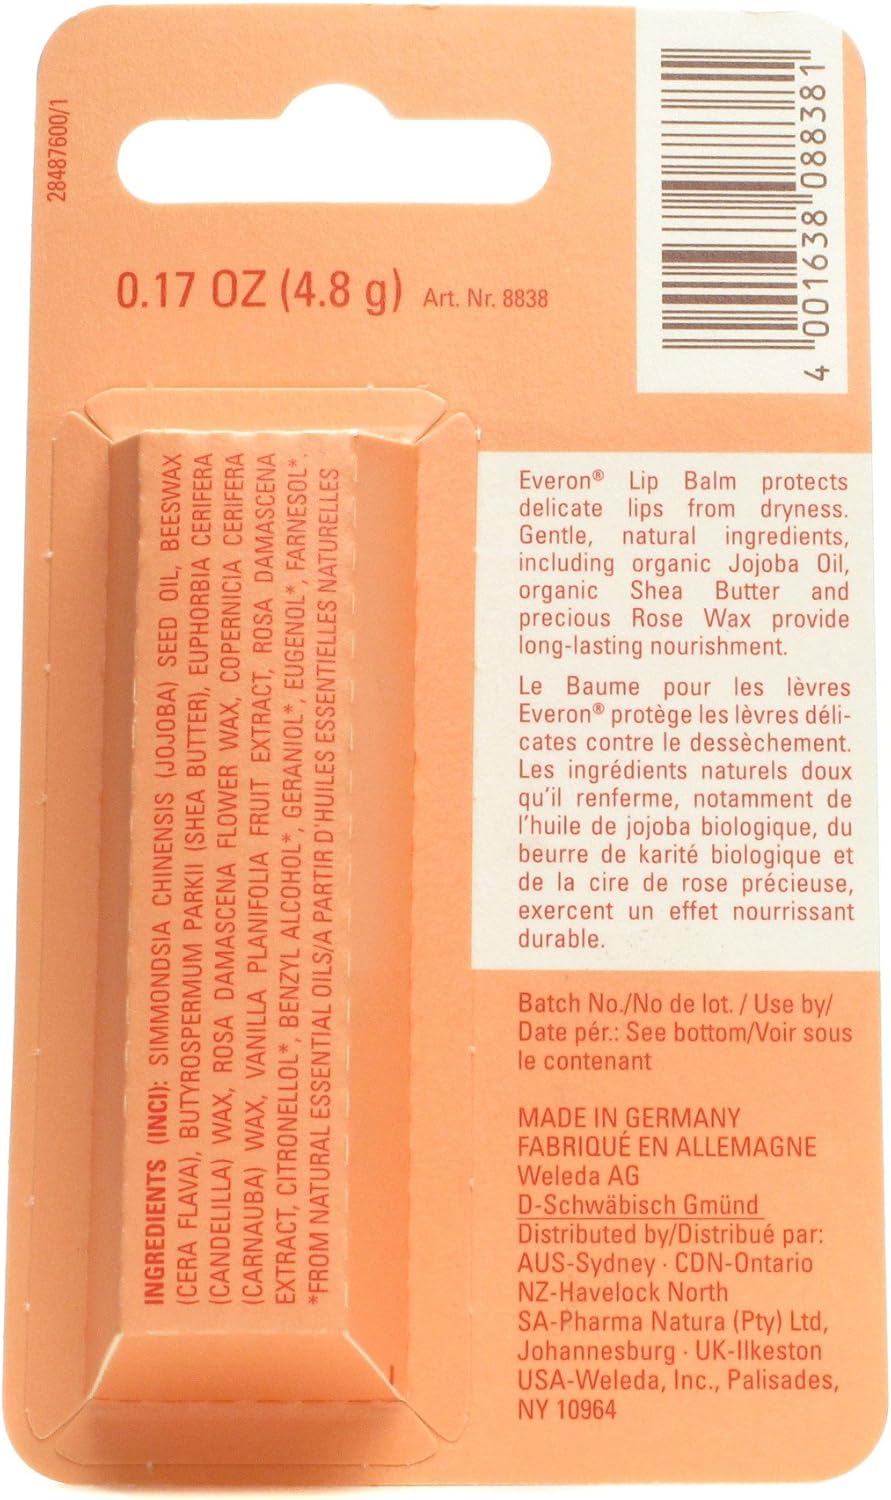 28487600/1
0.17 OZ (4.8 g) Art. Nr. 8838
4 001638 088381
INGREDIENTS (INCI): SIMMONDSIA CHINENSIS (JOJOBA) SEED OIL, BEESWAX
(CERA FLAVA), BUTYROSPERMUM PARKII (SHEA BUTTER), EUPHORBIA CERIFERA
(CANDELILLA) WAX, ROSA DAMASCENA FLOWER WAX, COPERNICIA CERIFERA
(CARNAUBA) WAX, VANILLA PLANIFOLIA FRUIT EXTRACT, ROSA DAMASCENA
EXTRACT, CITRONELLOL*, BENZYL ALCOHOL*, GERANIOL*, EUGENOL*, FARNESOL*,
*FROM NATURAL ESSENTIAL OILS/A PARTIR D'HUILES ESSENTIELLES NATURELLES
Everon® Lip Balm protects
delicate lips from dryness.
Gentle, natural ingredients,
including organic Jojoba Oil,
organic Shea Butter and
precious Rose Wax provide
long-lasting nourishment.
Le Baume pour les lèvres
Everon® protège les lèvres déli-
cates contre le dessèchement.
Les ingrédients naturels doux
qu'il renferme, notamment de
l'huile de jojoba biologique, du
beurre de karité biologique et
de la cire de rose précieuse,
exercent un effet nourrissant
durable.
Batch No./No de lot. / Use by/
Date pér.: See bottom/Voir sous
le contenant
MADE IN GERMANY
FABRIQUÉ EN ALLEMAGNE
Weleda AG
D-Schwäbisch Gmünd
Distributed by/Distribué par:
AUS-Sydney · CDN-Ontario
NZ-Havelock North
SA-Pharma Natura (Pty) Ltd,
Johannesburg · UK-Ilkeston
USA-Weleda, Inc., Palisades,
NY 10964